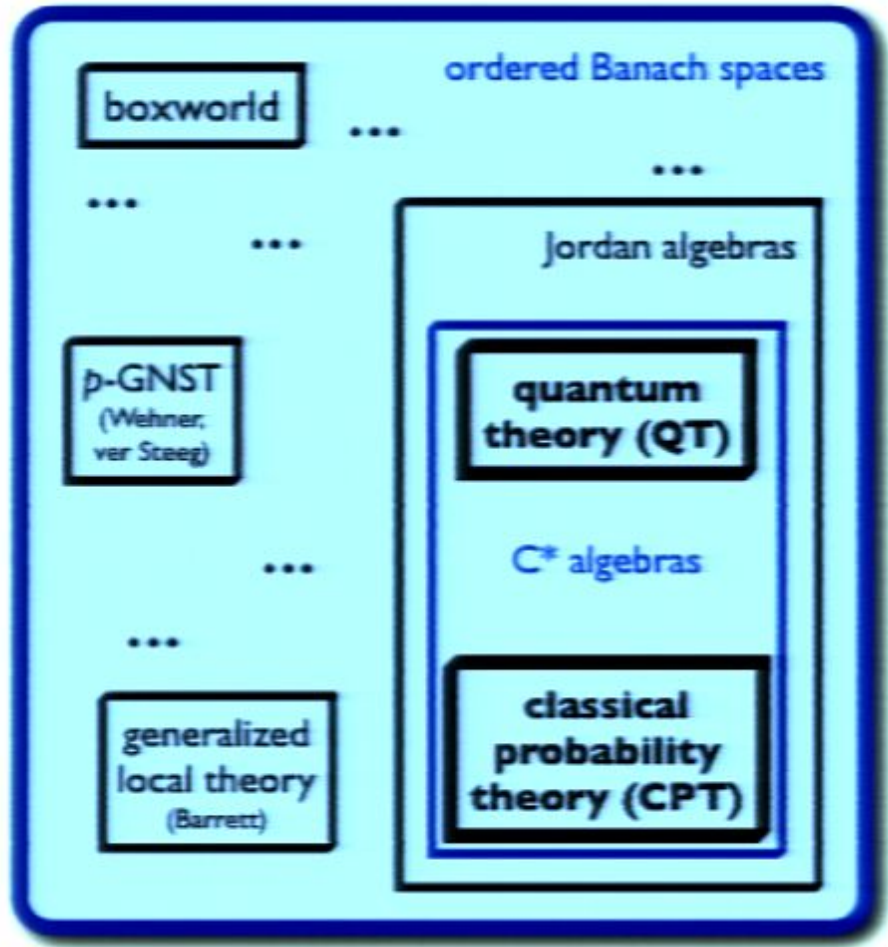 ordered Banach spaces
boxworld
...
...
...
...
Jordan algebras
p-GNST
(Wehner,
ver Steeg)
quantum
theory (QT)
C* algebras
...
...
generalized
local theory
(Barrett)
classical
probability
theory (CPT)